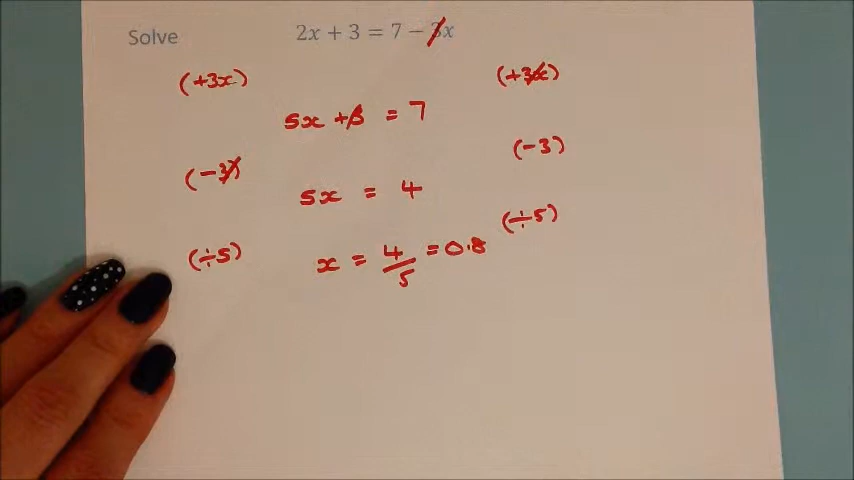 Solve 2x + 3 = 7 − 3x
(+3x) (+3x)
5x + 3 = 7
(−3) (−3)
5x = 4
(÷5) (÷5)
x = 4/5 = 0.8